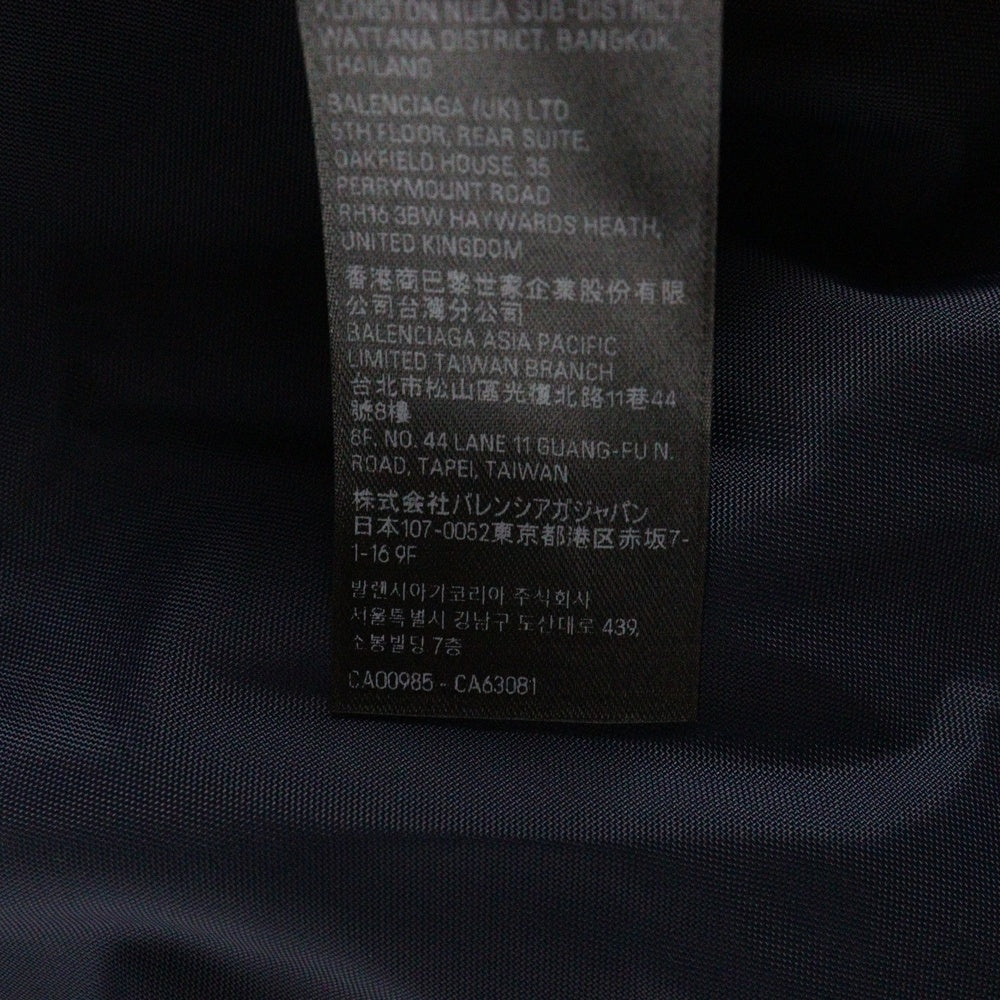 KLONGTON NUEA SUB-DISTRICT,
WATTANA DISTRICT, BANGKOK,
THAILAND
BALENCIAGA (UK) LTD
5TH FLOOR, REAR SUITE,
OAKFIELD HOUSE, 35
PERRYMOUNT ROAD
RH16 3BW HAYWARDS HEATH,
UNITED KINGDOM
香港商巴黎世家企業股份有限
公司台灣分公司
BALENCIAGA ASIA PACIFIC
LIMITED TAIWAN BRANCH
台北市松山區光復北路11巷44
號8樓
8F, NO. 44 LANE 11 GUANG-FU N.
ROAD, TAPEI, TAIWAN
株式会社バレンシアガジャパン
日本107-0052東京都港区赤坂7-
1-16 9F
발렌시아가코리아 주식회사
서울특별시 강남구 도산대로 439,
소봉빌딩 7층
CA00985 - CA63081